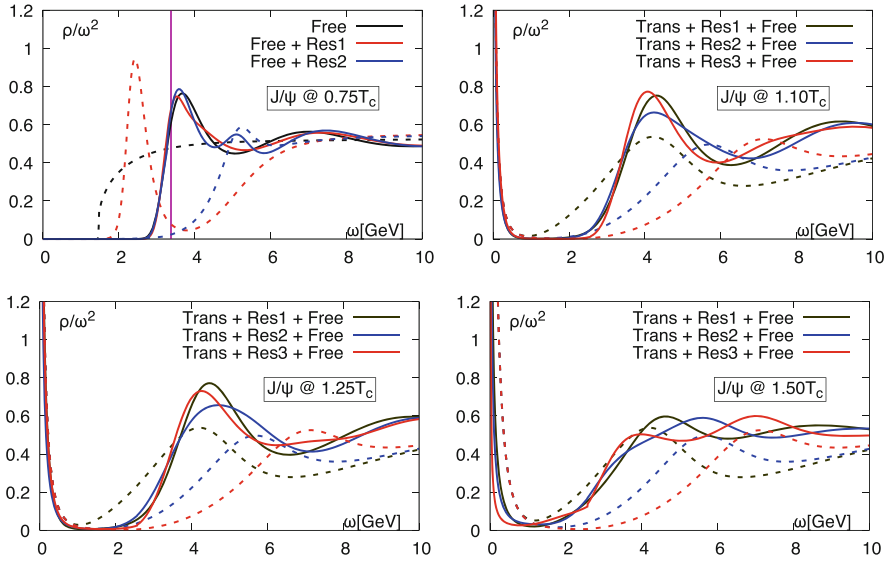 1.2
1
0.8
0.6
0.4
0.2
0
0 2 4 6 8 10
ρ/ω²
Free
Free + Res1
Free + Res2
J/ψ @ 0.75Tc
ω[GeV]
1.2
1
0.8
0.6
0.4
0.2
0
0 2 4 6 8 10
ρ/ω²
Trans + Res1 + Free
Trans + Res2 + Free
Trans + Res3 + Free
J/ψ @ 1.10Tc
ω[GeV]
1.2
1
0.8
0.6
0.4
0.2
0
0 2 4 6 8 10
ρ/ω²
Trans + Res1 + Free
Trans + Res2 + Free
Trans + Res3 + Free
J/ψ @ 1.25Tc
ω[GeV]
1.2
1
0.8
0.6
0.4
0.2
0
0 2 4 6 8 10
ρ/ω²
Trans + Res1 + Free
Trans + Res2 + Free
Trans + Res3 + Free
J/ψ @ 1.50Tc
ω[GeV]